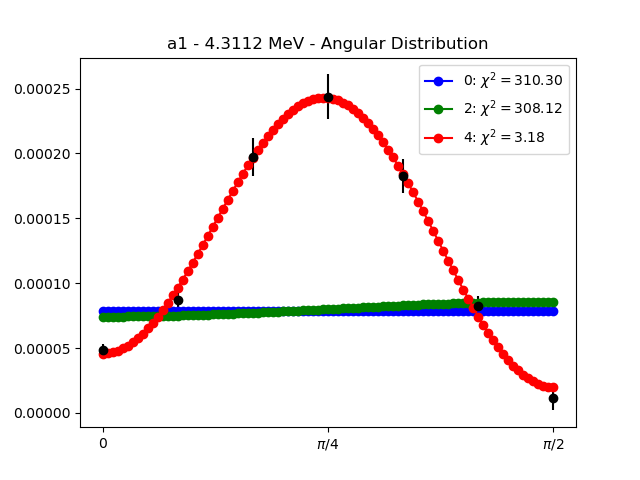 a1 - 4.3112 MeV - Angular Distribution
0: χ² = 310.30
2: χ² = 308.12
4: χ² = 3.18
0.00025
0.00020
0.00015
0.00010
0.00005
0.00000
0
π/4
π/2